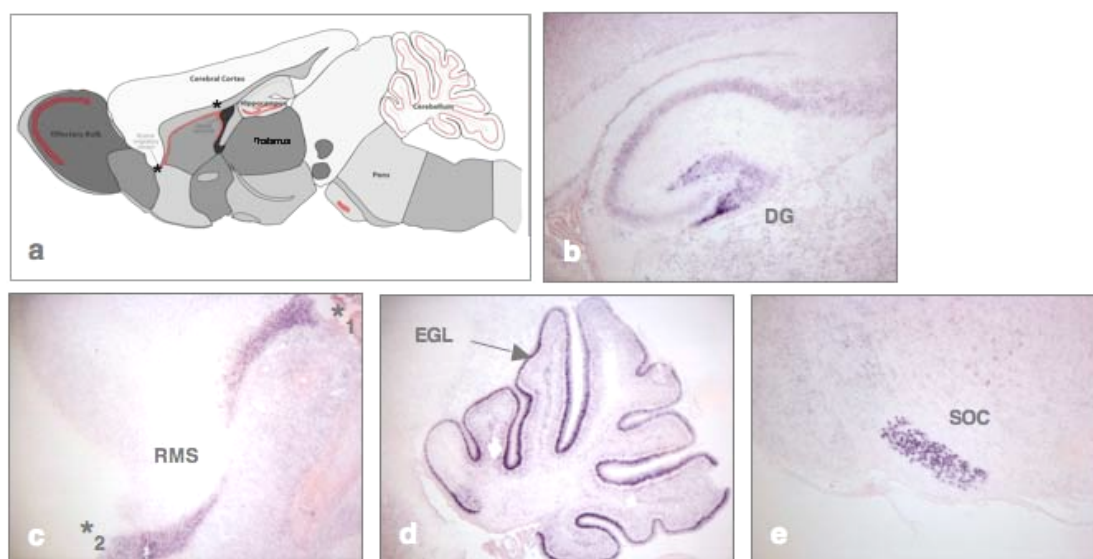 Cerebral Cortex
*
Hippocampus
Cerebellum
Olfactory Bulb
Thalamus
*
Pons
a
DG
b
*1
RMS
*2
c
EGL
d
SOC
e